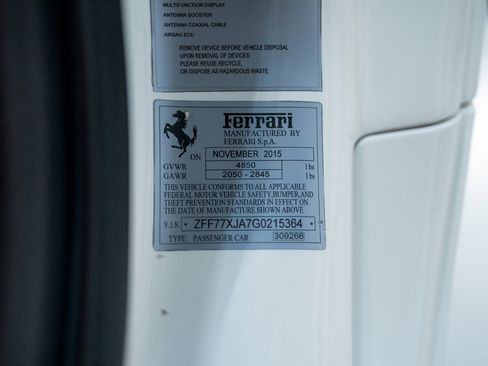 MULTIFUNCTION DISPLAY
ANTENNA BOOSTER
ANTENNA COAXIAL CABLE
AIRBAG ECU
REMOVE DEVICE BEFORE VEHICLE DISPOSAL
UPON REMOVAL OF DEVICES:
PLEASE REUSE,RECYCLE,
OR DISPOSE AS HAZARDOUS WASTE
Ferrari
MANUFACTURED BY
FERRARI S.p.A.
ON NOVEMBER 2015
GVWR 4850 lbs
GAWR 2050 - 2845 lbs
THIS VEHICLE CONFORMS TO ALL APPLICABLE
FEDERAL MOTOR VEHICLE SAFETY,BUMPER,AND
THEFT PREVENTION STANDARDS IN EFFECT ON
THE DATE OF MANUFACTURE SHOWN ABOVE
V.I.N. * ZFF77XJA7G0215364 *
TYPE: PASSENGER CAR 309266